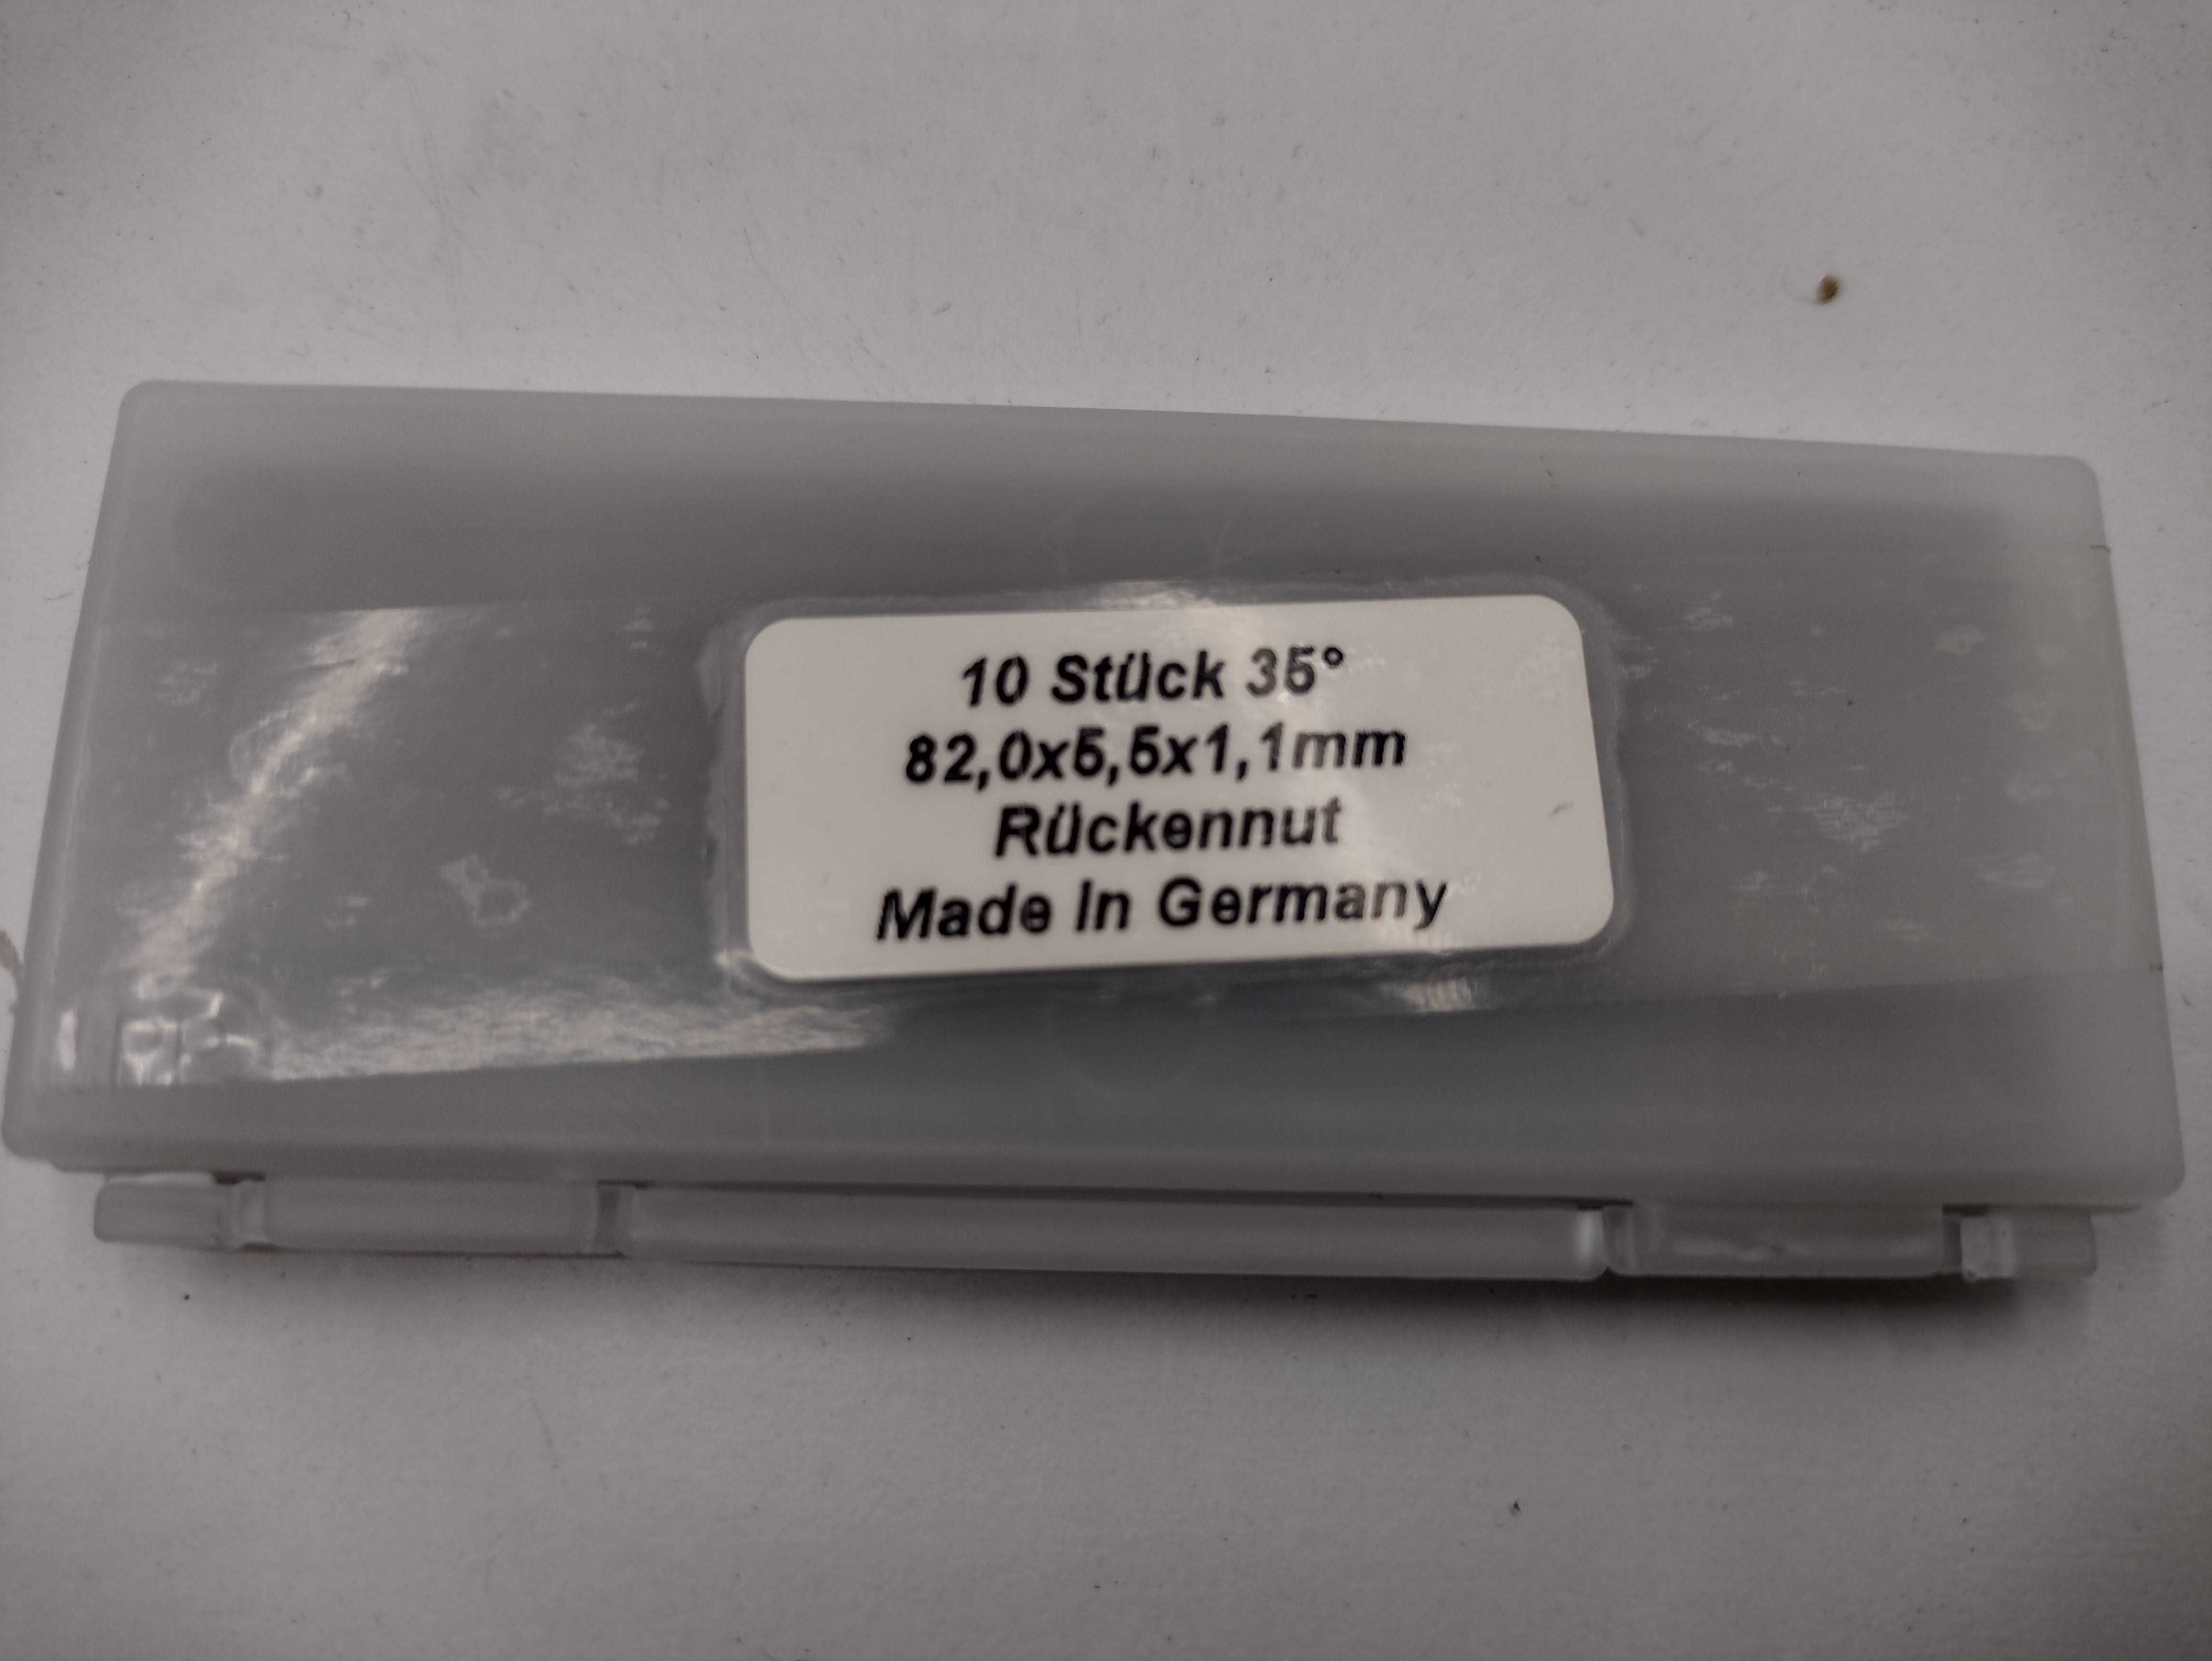 10 Stück 35°
82,0x5,5x1,1mm
Rückennut
Made in Germany